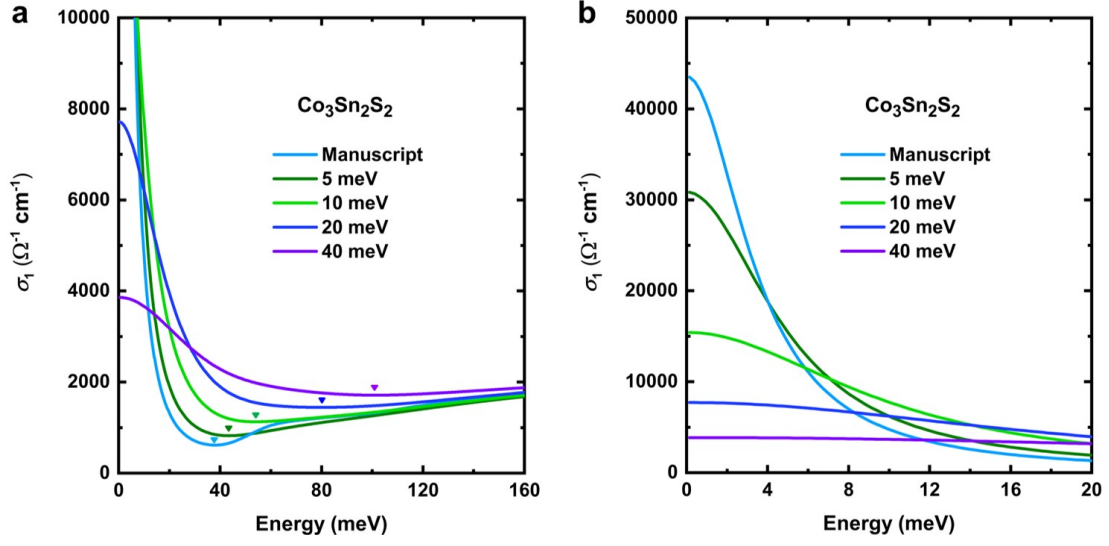 a
10000
8000
6000
4000
2000
0
σ1 (Ω-1 cm-1)
Co3Sn2S2
Manuscript
5 meV
10 meV
20 meV
40 meV
0 40 80 120 160
Energy (meV)
b
50000
40000
30000
20000
10000
0
σ1 (Ω-1 cm-1)
Co3Sn2S2
Manuscript
5 meV
10 meV
20 meV
40 meV
0 4 8 12 16 20
Energy (meV)